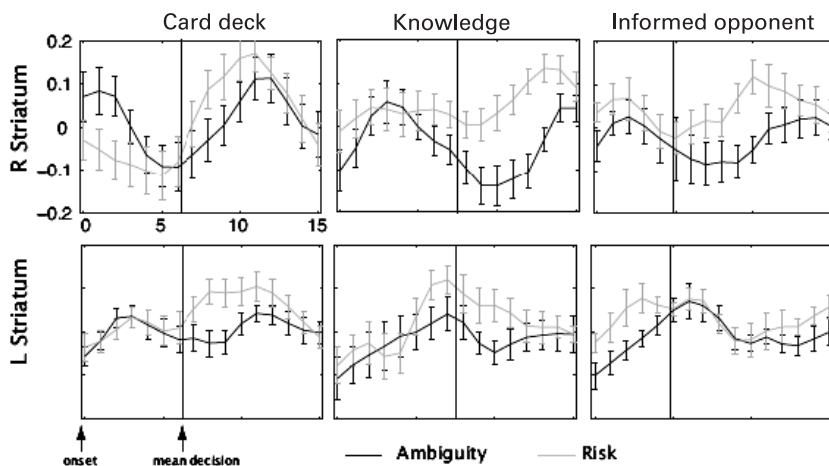 Card deck Knowledge Informed opponent
R Striatum
0.2
0.1
0
−0.1
−0.2
0 5 10 15
L Striatum
onset mean decision Ambiguity Risk